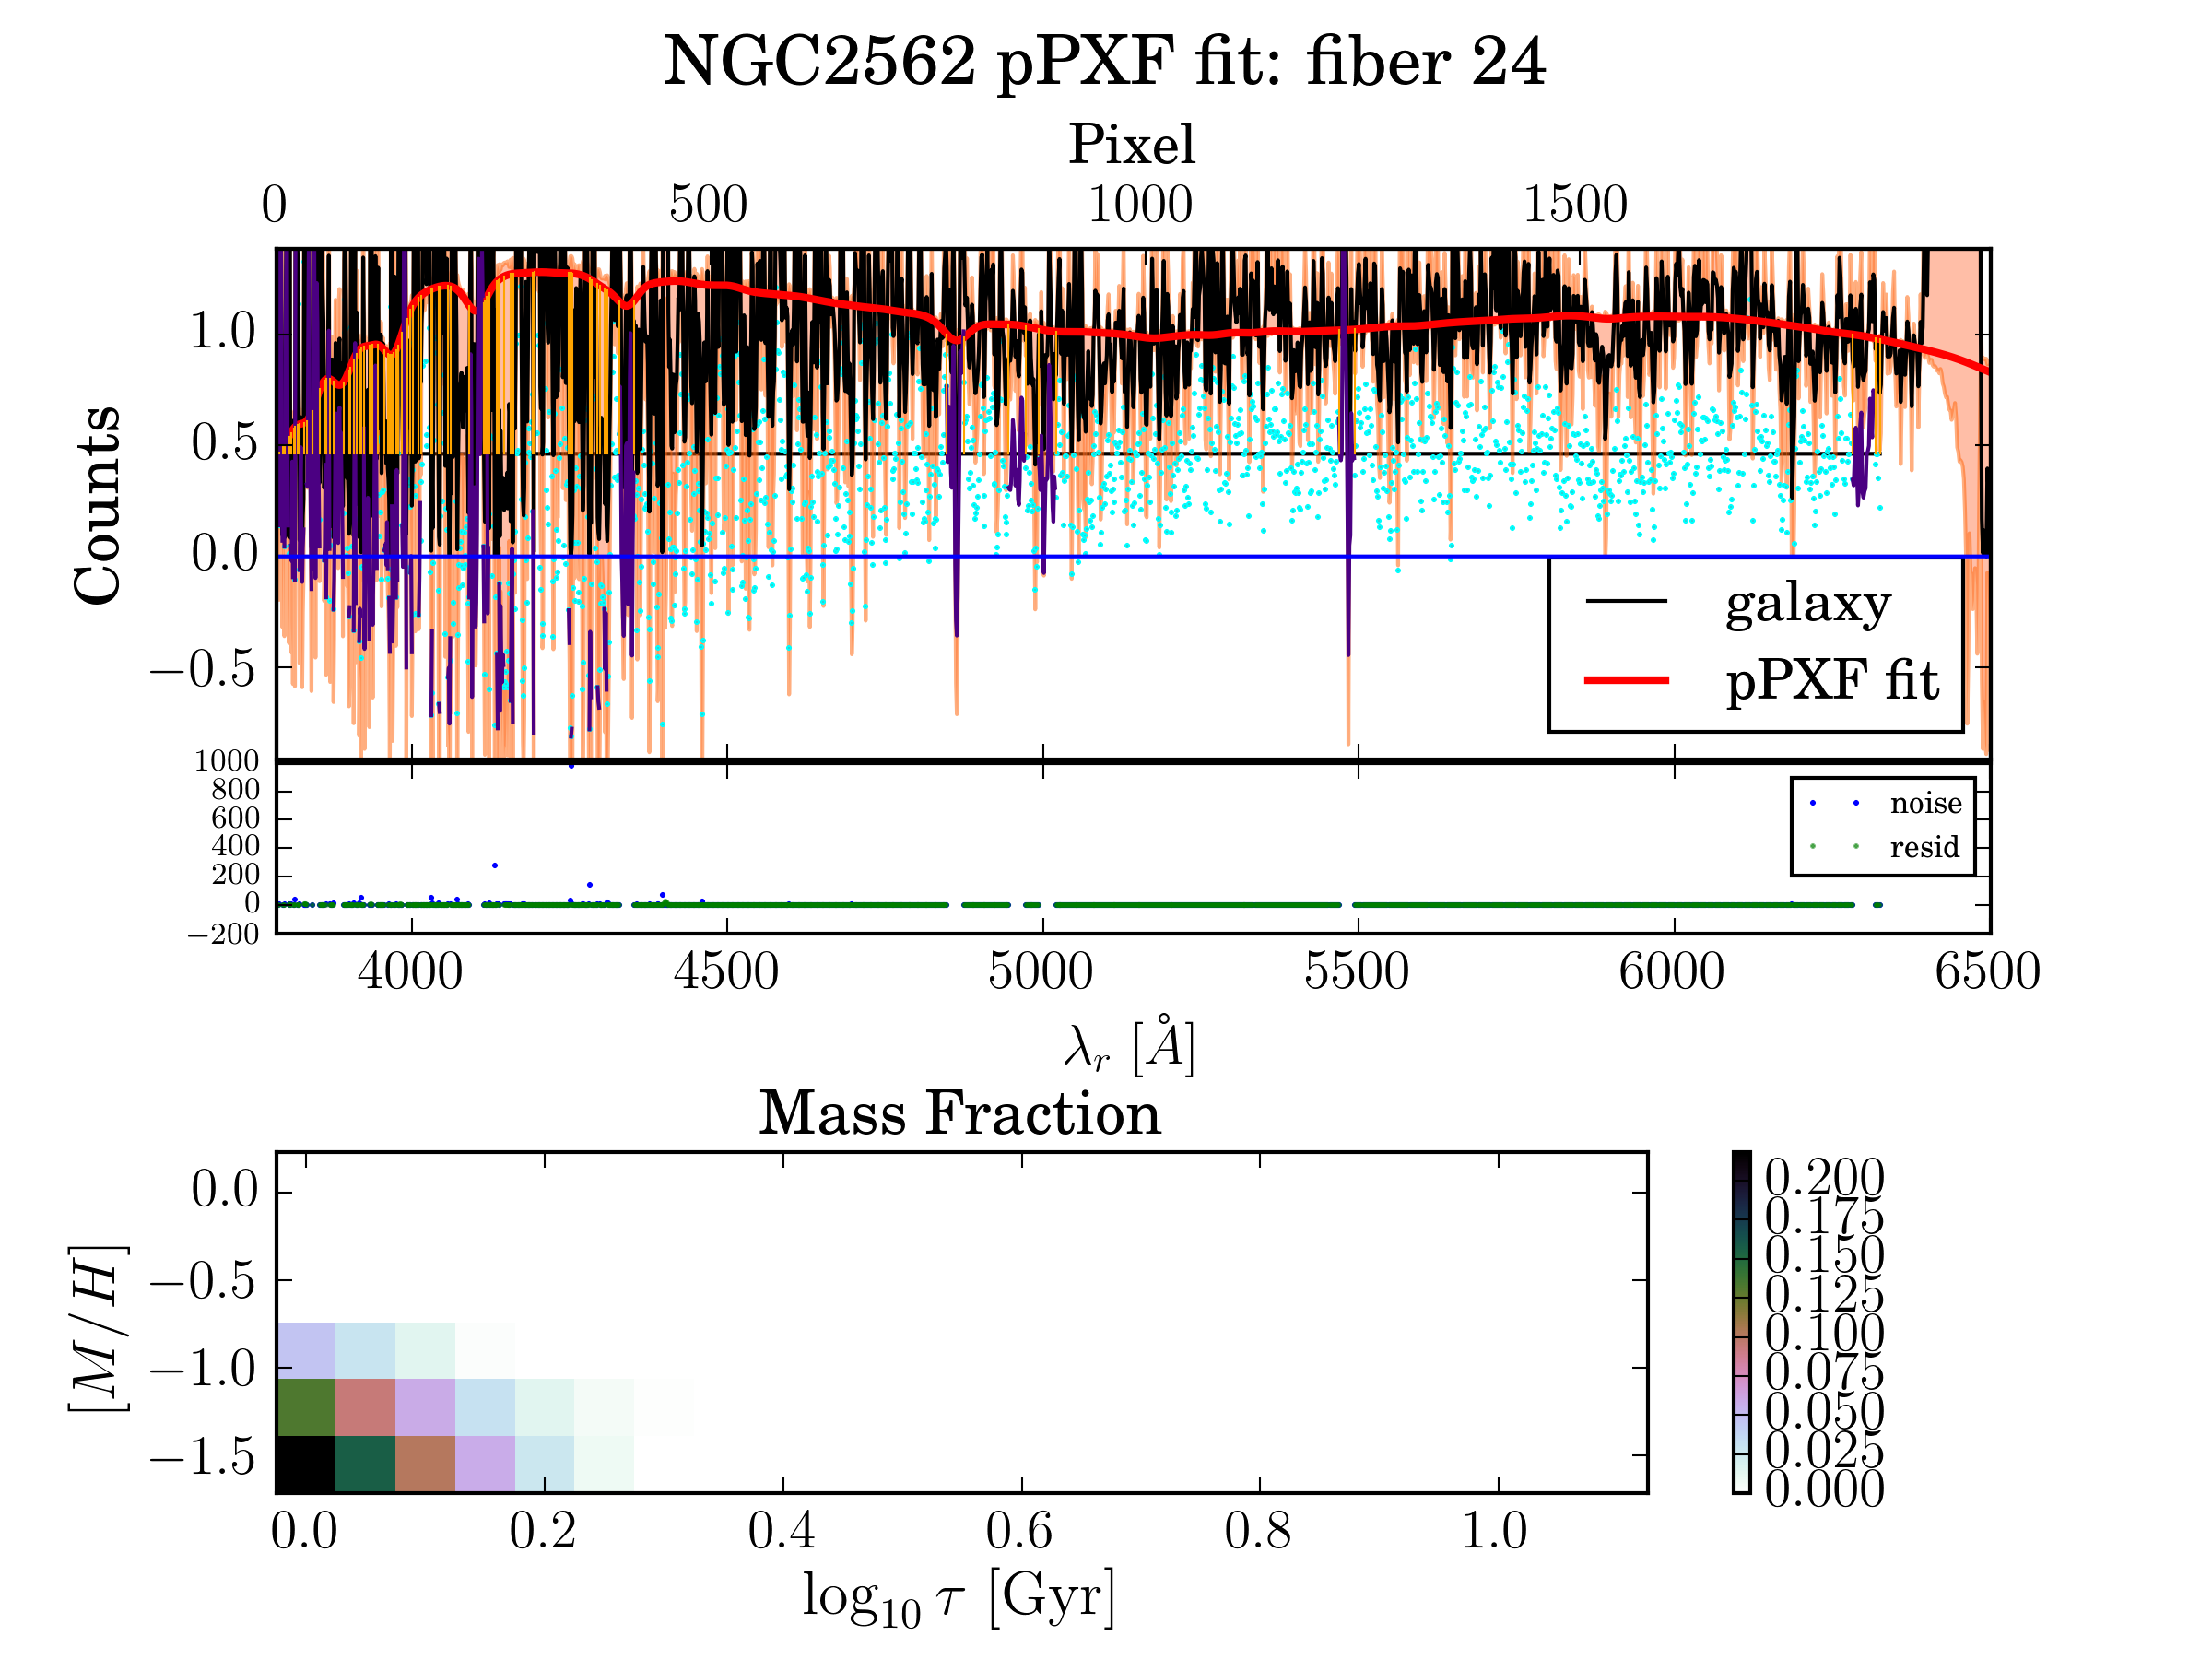 NGC2562 pPXF fit: fiber 24
Pixel
0 500 1000 1500
Counts
1.0
0.5
0.0
−0.5
galaxy
pPXF fit
1000
800
600
400
200
0
−200
noise
resid
4000 4500 5000 5500 6000 6500
λr [Å]
Mass Fraction
[M/H]
0.0
−0.5
−1.0
−1.5
0.200
0.175
0.150
0.125
0.100
0.075
0.050
0.025
0.000
0.0 0.2 0.4 0.6 0.8 1.0
log10 τ [Gyr]